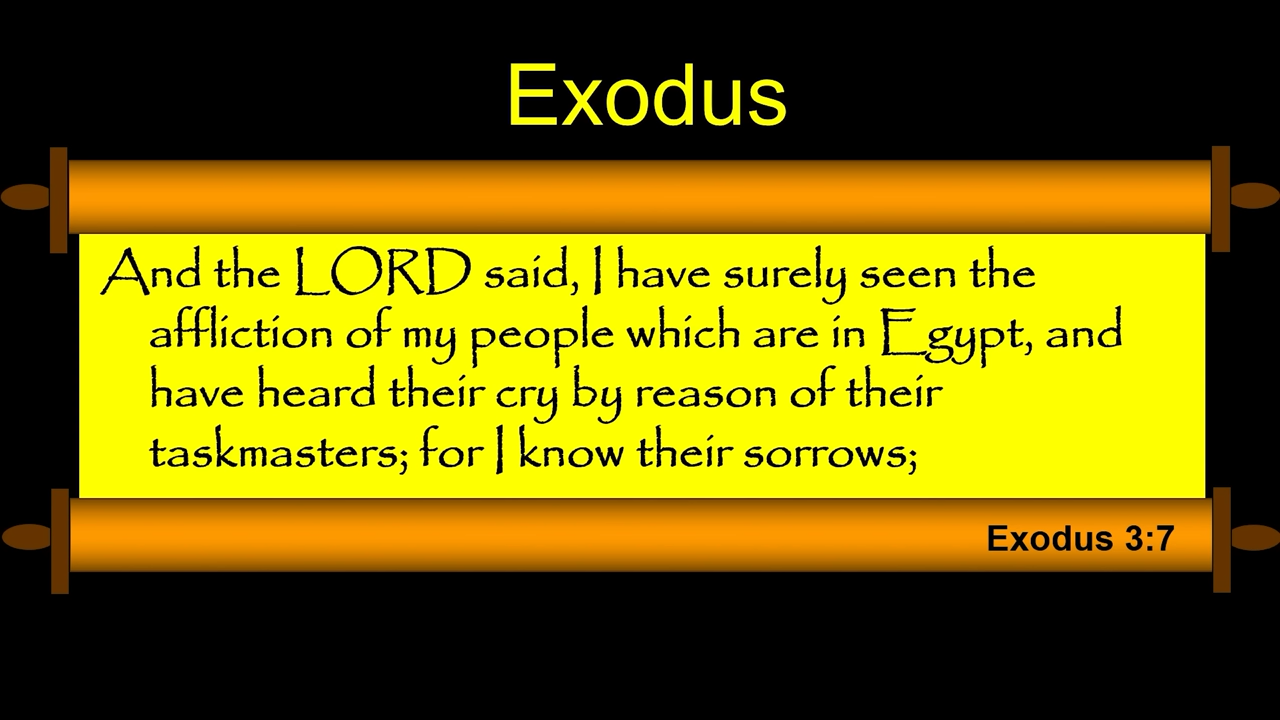 Exodus
And the LORD said, I have surely seen the
affliction of my people which are in Egypt, and
have heard their cry by reason of their
taskmasters; for I know their sorrows;
Exodus 3:7